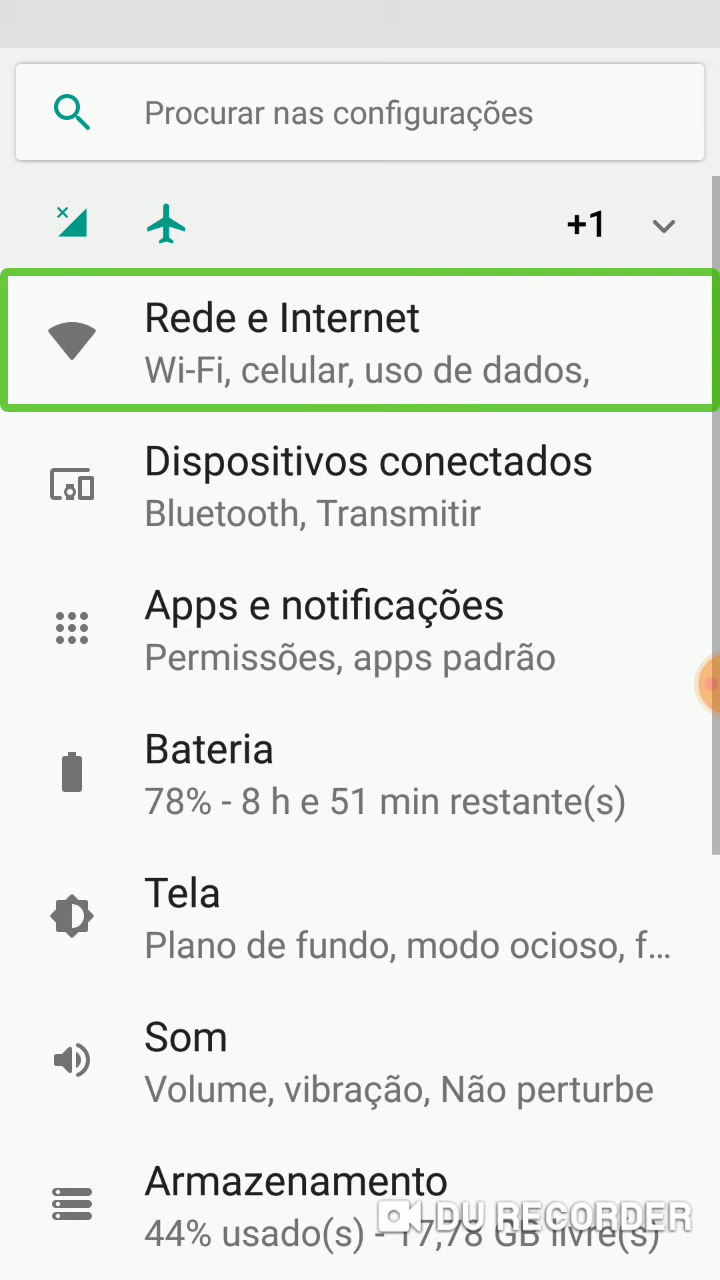 Procurar nas configurações
+1
Rede e Internet
Wi-Fi, celular, uso de dados,
Dispositivos conectados
Bluetooth, Transmitir
Apps e notificações
Permissões, apps padrão
Bateria
78% - 8 h e 51 min restante(s)
Tela
Plano de fundo, modo ocioso, f...
Som
Volume, vibração, Não perturbe
Armazenamento
DU RECORDER
44% usado(s) - 17,78 GB livre(s)